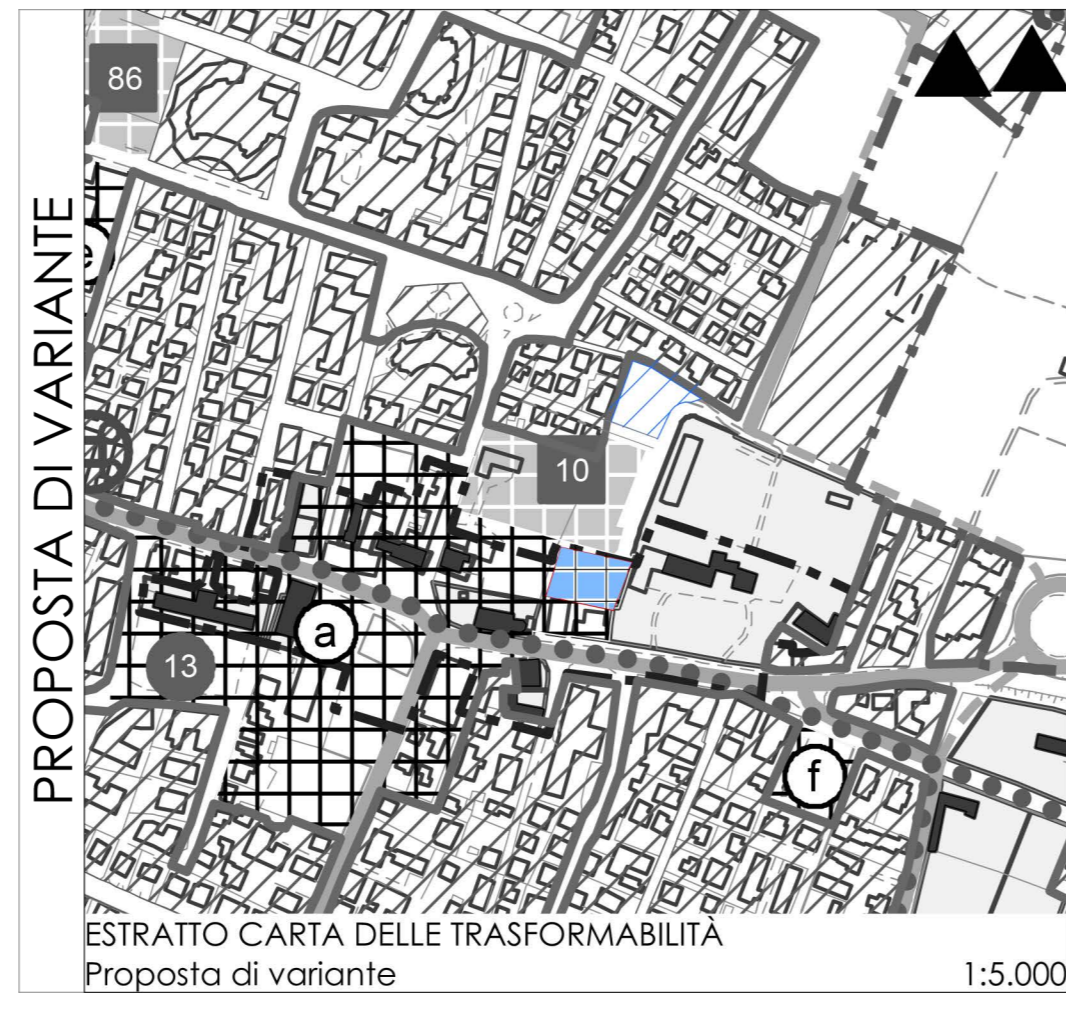 PROPOSTA DI VARIANTE
86
e
10
a
13
f
ESTRATTO CARTA DELLE TRASFORMABILITÀ
Proposta di variante 1:5.000